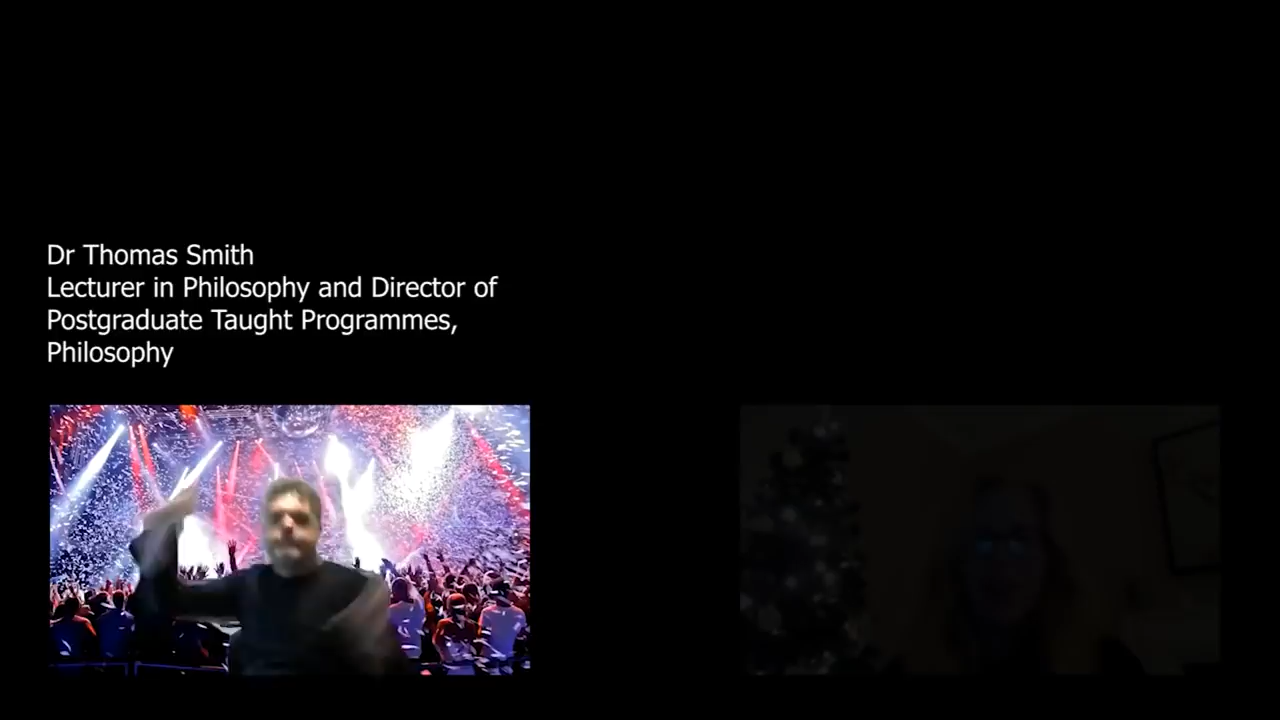 Dr Thomas Smith
Lecturer in Philosophy and Director of
Postgraduate Taught Programmes,
Philosophy